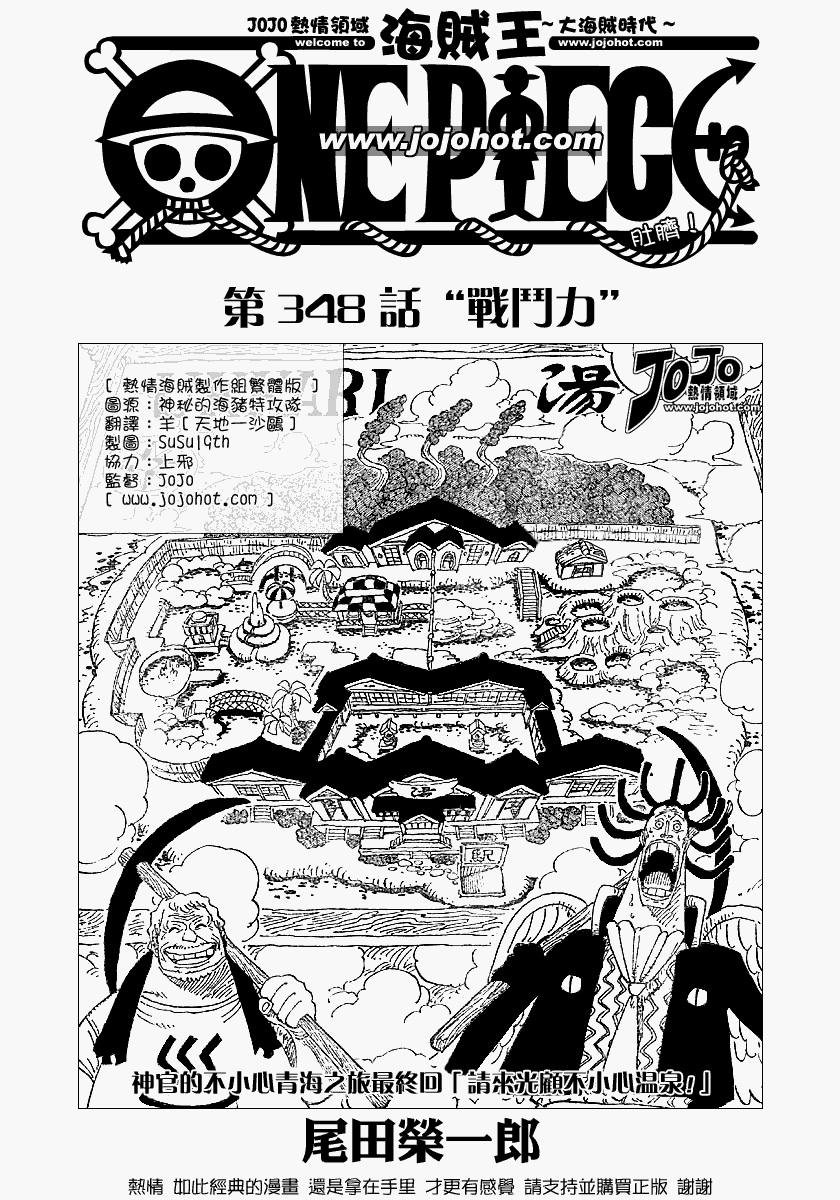 JOJO熱情領域 海賊王 ~大海賊時代~
welcome to www.jojohot.com
ONE PIECE
www.jojohot.com
肚臍！
第348話 “戰鬥力”
湯
[ 熱情海賊製作組繁體版 ]
圖源：神秘的海豬特攻隊
翻譯：羊[天地一沙鷗]
製圖：SuSu19th
協力：上邪
監督：JoJo
[ www.jojohot.com ]
JOJO
熱情領域
www.jojohot.com
湯
神官的不小心青海之旅最終回「請來光顧不小心温泉！」
尾田榮一郎
熱情 如此經典的漫畫 還是拿在手里 才更有感覺 請支持並購買正版 謝謝